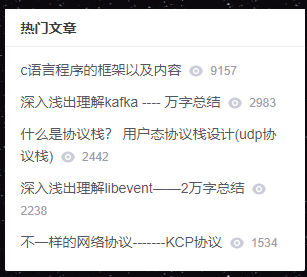 热门文章
c语言程序的框架以及内容 9157
深入浅出理解kafka ---- 万字总结 2983
什么是协议栈? 用户态协议栈设计(udp协
议栈) 2442
深入浅出理解libevent——2万字总结
2238
不一样的网络协议-------KCP协议 1534